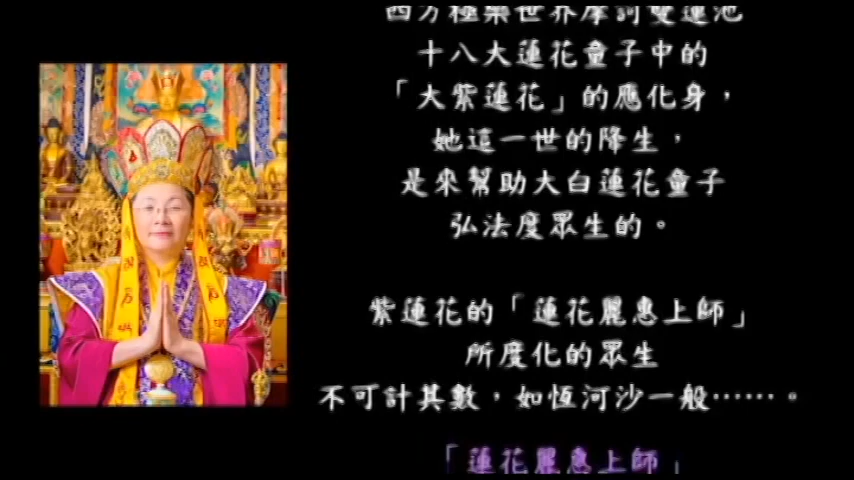 西方極樂世界摩訶雙蓮池
十八大蓮花童子中的
「大紫蓮花」的應化身，
她這一世的降生，
是來幫助大白蓮花童子
弘法度眾生的。
紫蓮花的「蓮花麗惠上師」
所度化的眾生
不可計其數，如恆河沙一般⋯⋯。
「蓮花麗惠上師」